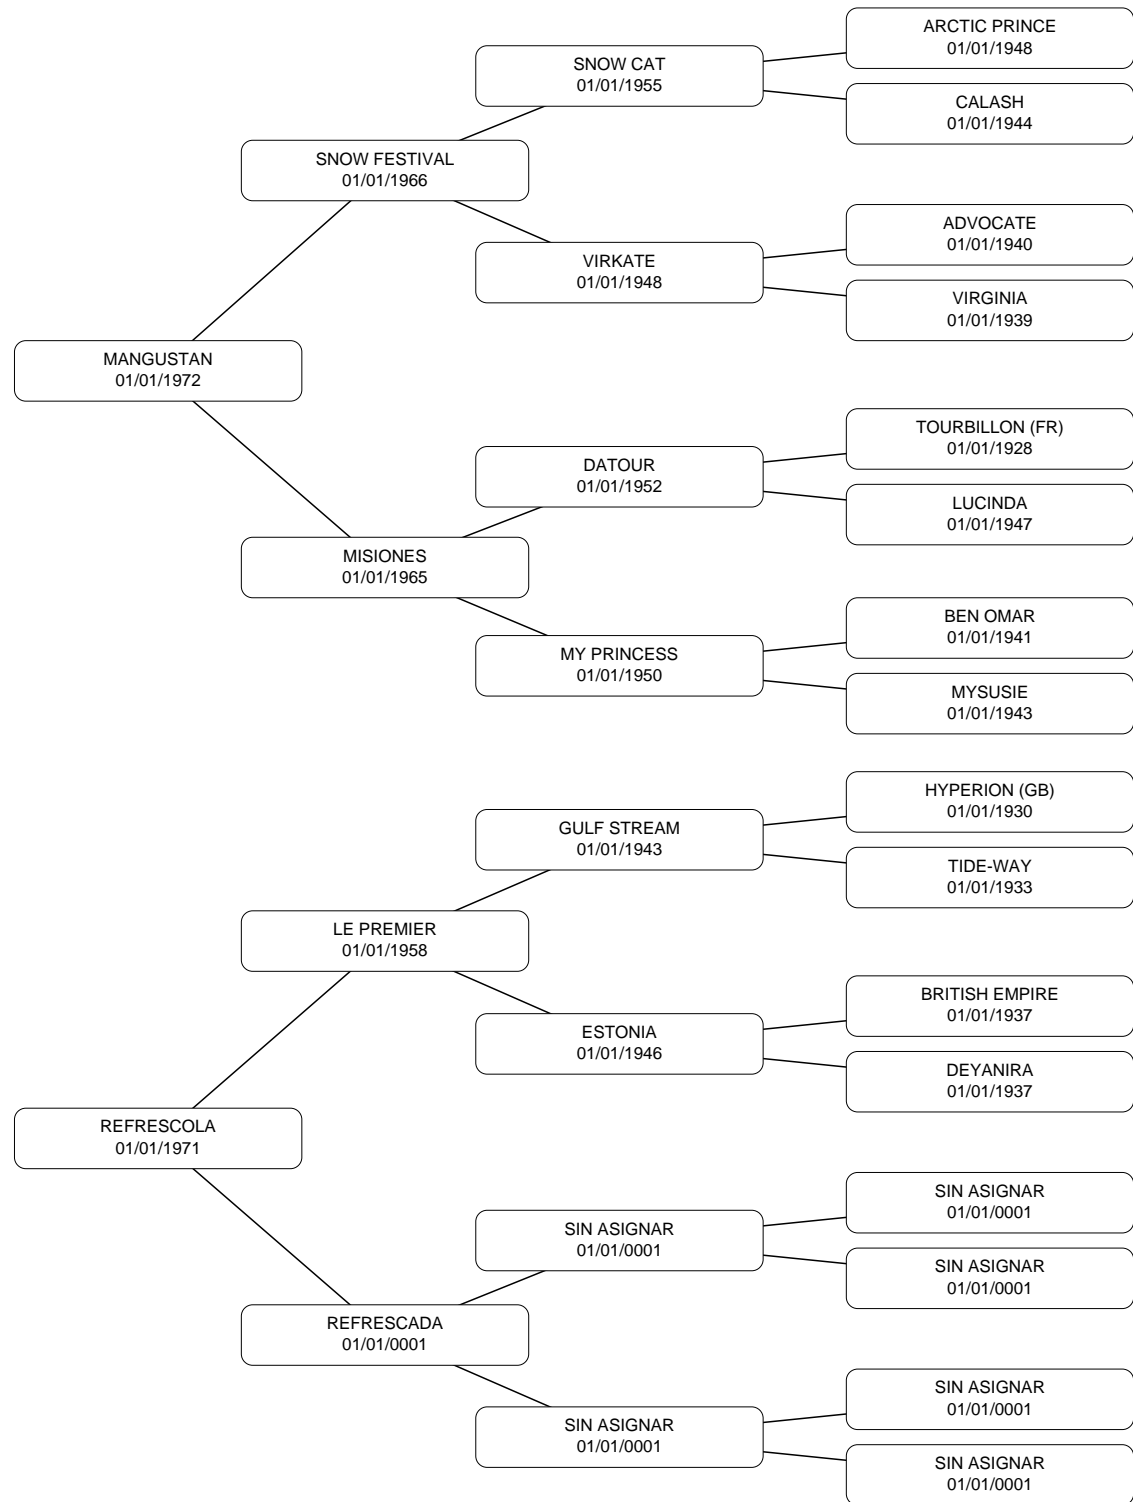 ARCTIC PRINCE
01/01/1948
SNOW CAT
01/01/1955
CALASH
01/01/1944
SNOW FESTIVAL
01/01/1966
ADVOCATE
01/01/1940
VIRKATE
01/01/1948
VIRGINIA
01/01/1939
MANGUSTAN
01/01/1972
TOURBILLON (FR)
01/01/1928
DATOUR
01/01/1952
LUCINDA
01/01/1947
MISIONES
01/01/1965
BEN OMAR
01/01/1941
MY PRINCESS
01/01/1950
MYSUSIE
01/01/1943
HYPERION (GB)
01/01/1930
GULF STREAM
01/01/1943
TIDE-WAY
01/01/1933
LE PREMIER
01/01/1958
BRITISH EMPIRE
01/01/1937
ESTONIA
01/01/1946
DEYANIRA
01/01/1937
REFRESCOLA
01/01/1971
SIN ASIGNAR
01/01/0001
SIN ASIGNAR
01/01/0001
SIN ASIGNAR
01/01/0001
REFRESCADA
01/01/0001
SIN ASIGNAR
01/01/0001
SIN ASIGNAR
01/01/0001
SIN ASIGNAR
01/01/0001